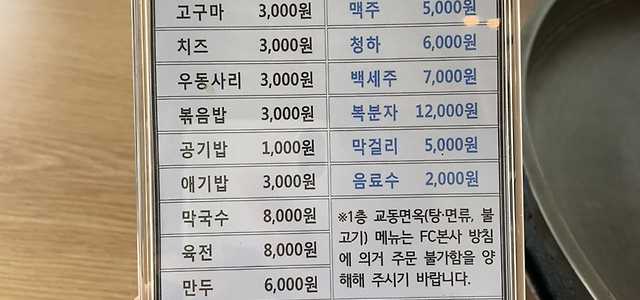 고구마 3,000원
치즈 3,000원
우동사리 3,000원
볶음밥 3,000원
공기밥 1,000원
애기밥 3,000원
막국수 8,000원
육전 8,000원
만두 6,000원
맥주 5,000원
청하 6,000원
백세주 7,000원
복분자 12,000원
막걸리 5,000원
음료수 2,000원
※1층 교동면옥(탕·면류, 불
고기) 메뉴는 FC본사 방침
에 의거 주문 불가함을 양
해해 주시기 바랍니다.